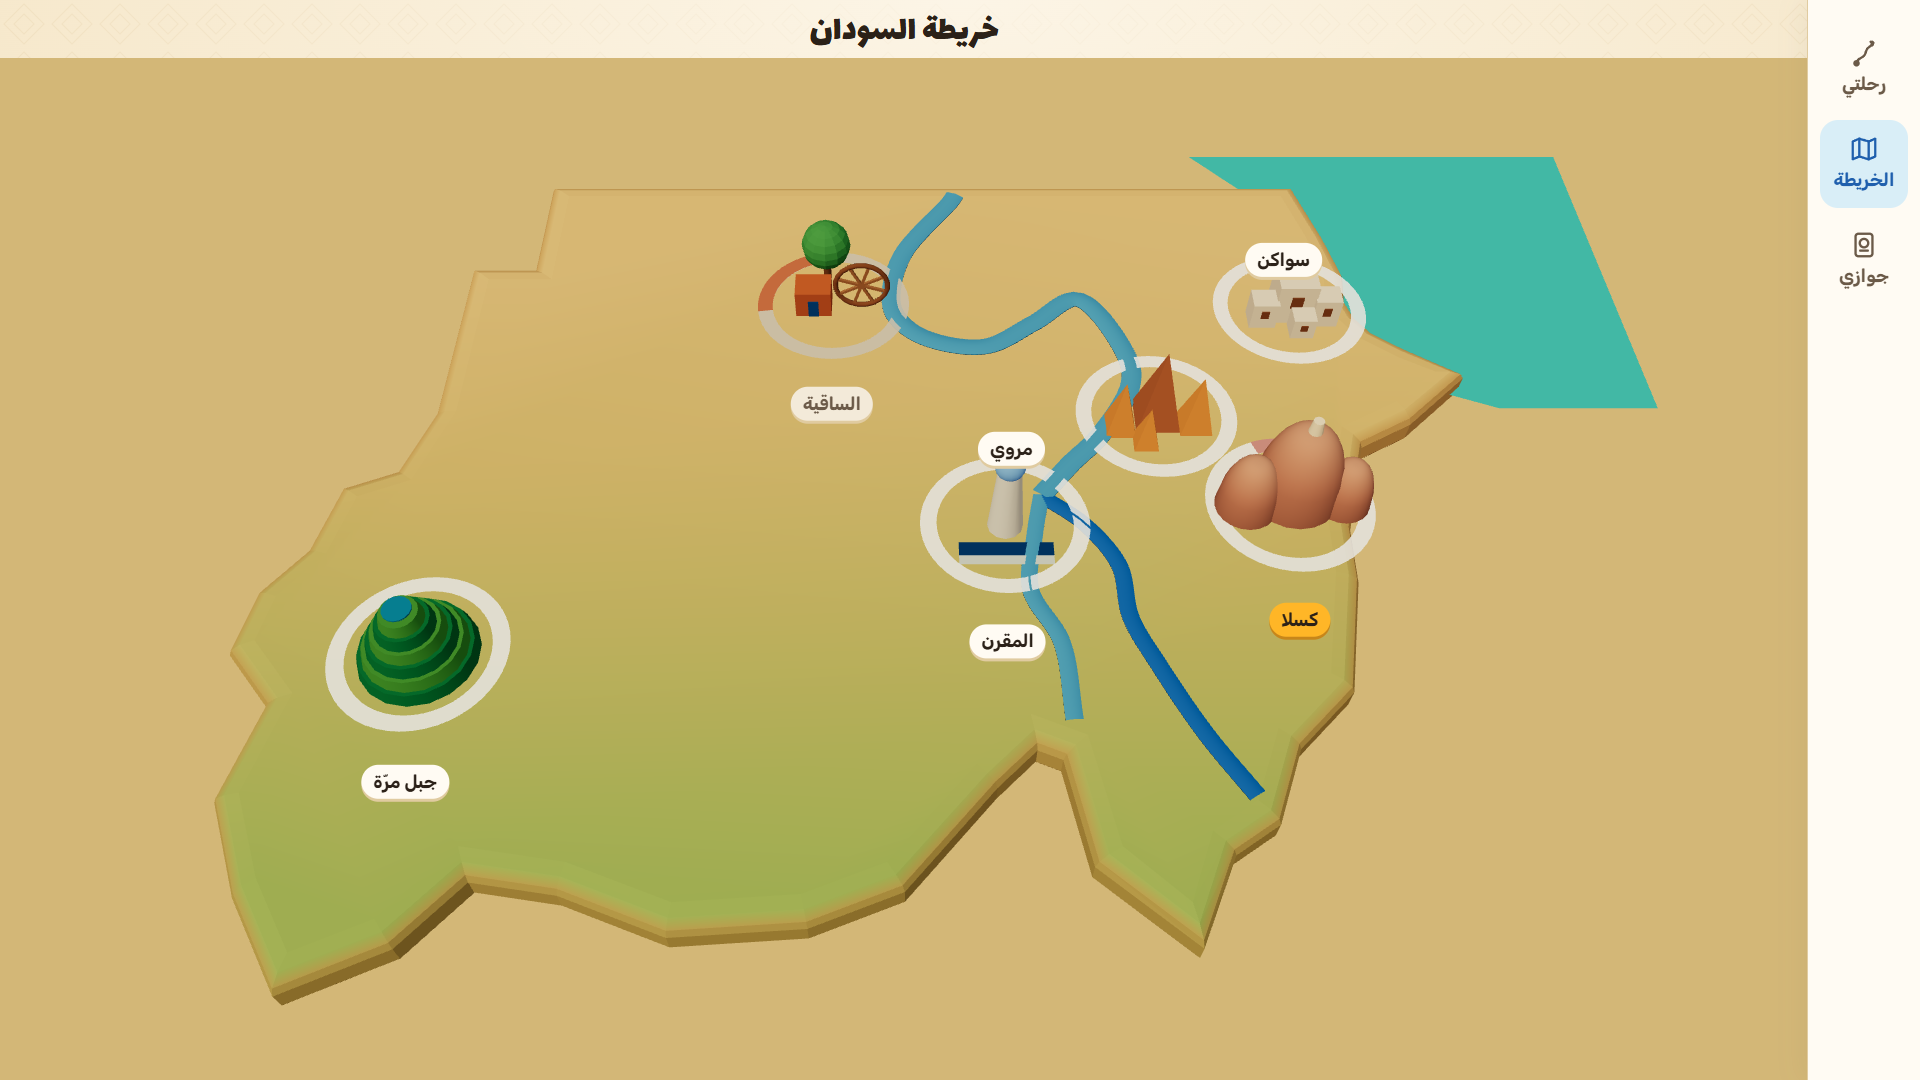 خريطة السودان
رحلتي
الخريطة
جوازي
سواكن
الساقية
مروي
كسلا
المقرن
جبل مرّة